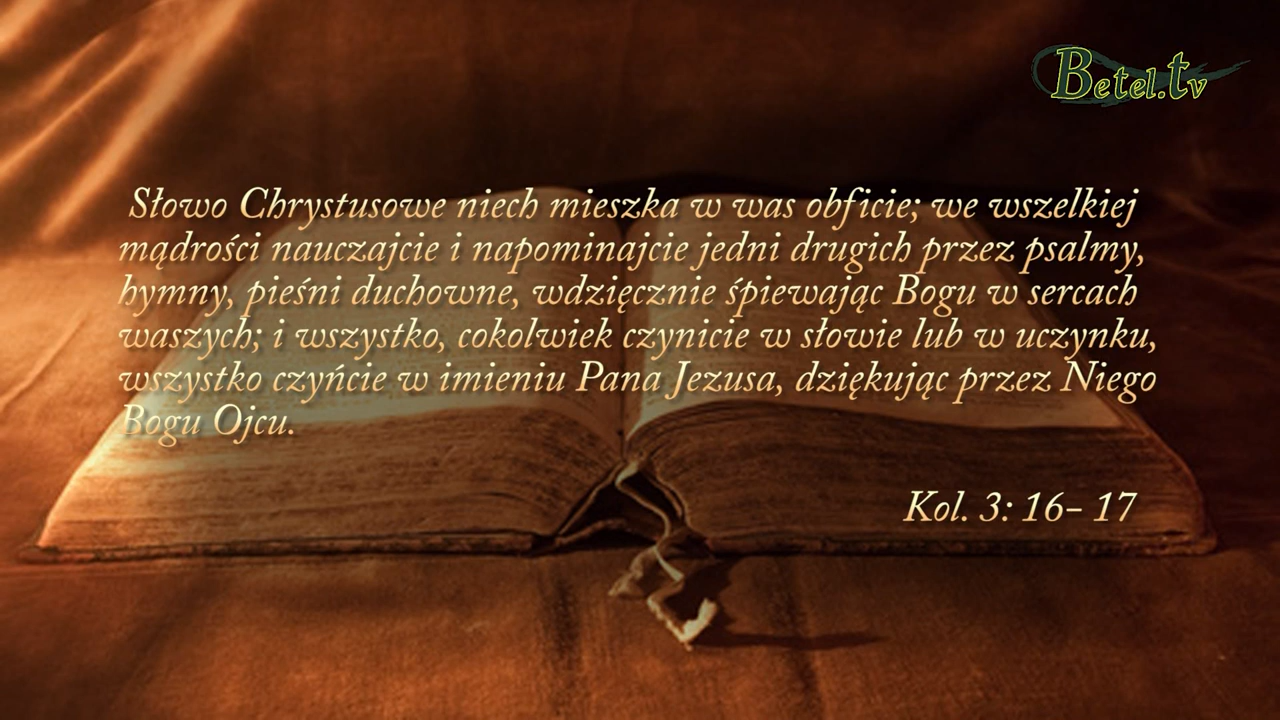 Betel.tv
Słowo Chrystusowe niech mieszka w was obficie; we wszelkiej
mądrości nauczajcie i napominajcie jedni drugich przez psalmy,
hymny, pieśni duchowne, wdzięcznie śpiewając Bogu w sercach
waszych; i wszystko, cokolwiek czynicie w słowie lub w uczynku,
wszystko czyńcie w imieniu Pana Jezusa, dziękując przez Niego
Bogu Ojcu.
Kol. 3: 16- 17